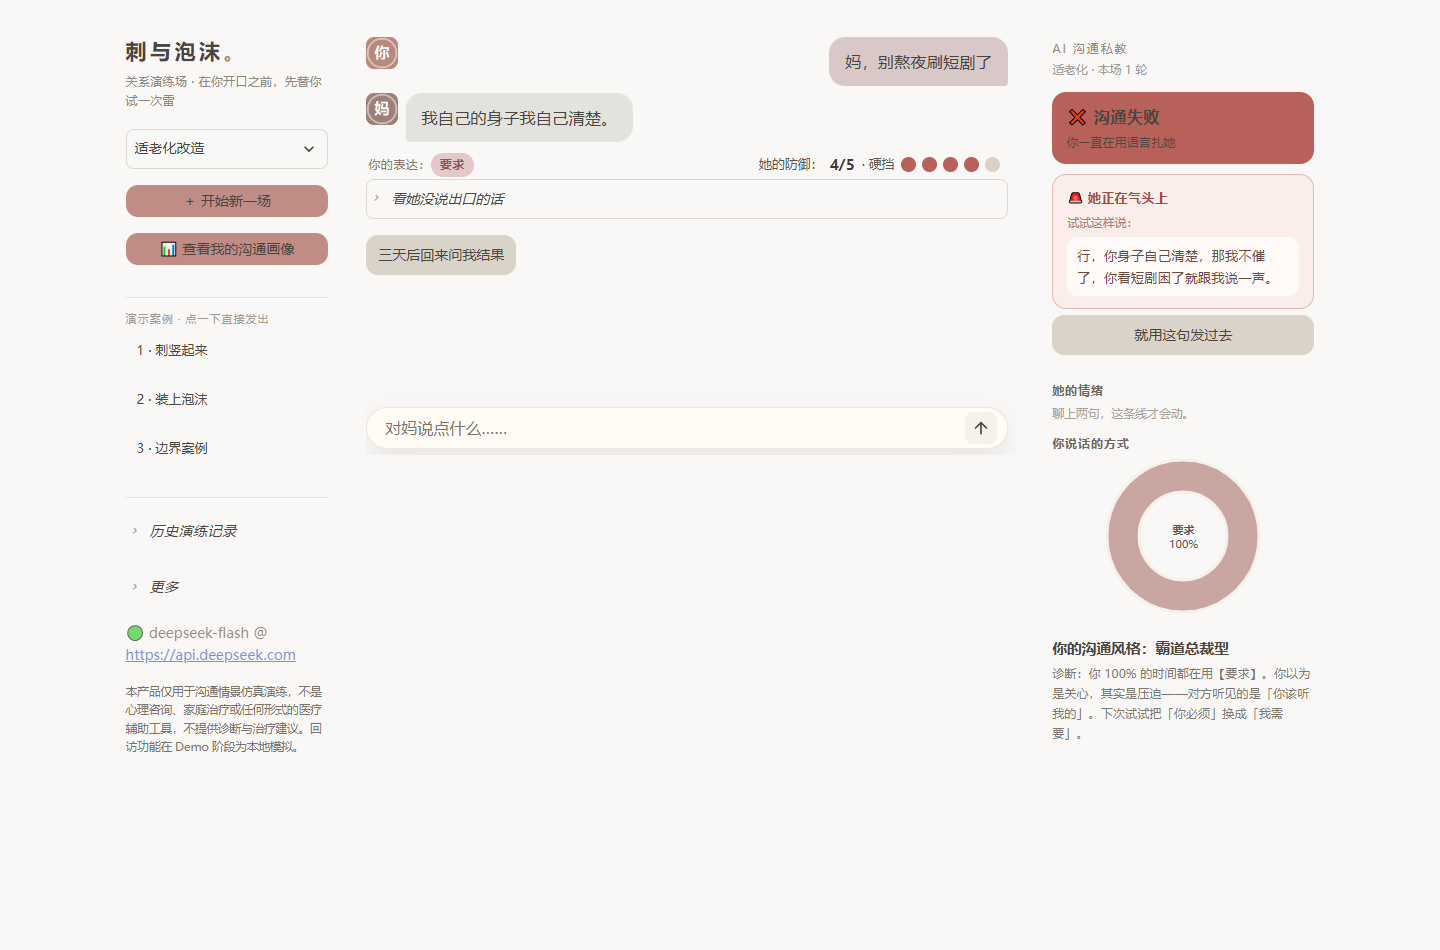 刺与泡沫。
关系演练场 · 在你开口之前，先替你
试一次雷
适老化改造
+ 开始新一场
查看我的沟通画像
演示案例 · 点一下直接发出
1 · 刺竖起来
2 · 装上泡沫
3 · 边界案例
历史演练记录
更多
deepseek-flash @
https://api.deepseek.com
本产品仅用于沟通情景仿真演练，不是
心理咨询、家庭治疗或任何形式的医疗
辅助工具，不提供诊断与治疗建议。回
访功能在 Demo 阶段为本地模拟。
你
妈，别熬夜刷短剧了
妈
我自己的身子我自己清楚。
你的表达： 要求
她的防御： 4/5 · 硬挡
看她没说出口的话
三天后回来问我结果
对妈说点什么……
AI 沟通私教
适老化 · 本场 1 轮
沟通失败
你一直在用语言扎她
她正在气头上
试试这样说：
行，你身子自己清楚，那我不催
了，你看短剧困了就跟我说一声。
就用这句发过去
她的情绪
聊上两句，这条线才会动。
你说话的方式
要求
100%
你的沟通风格：霸道总裁型
诊断：你 100% 的时间都在用【要求】。你以为
是关心，其实是压迫——对方听见的是「你该听
我的」。下次试试把「你必须」换成「我需
要」。